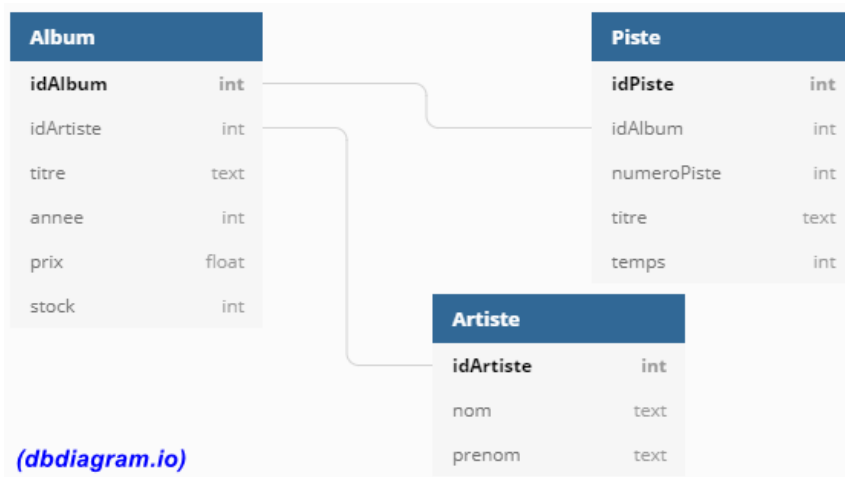 Album
idAlbum int
idArtiste int
titre text
annee int
prix float
stock int
Piste
idPiste int
idAlbum int
numeroPiste int
titre text
temps int
Artiste
idArtiste int
nom text
prenom text
(dbdiagram.io)